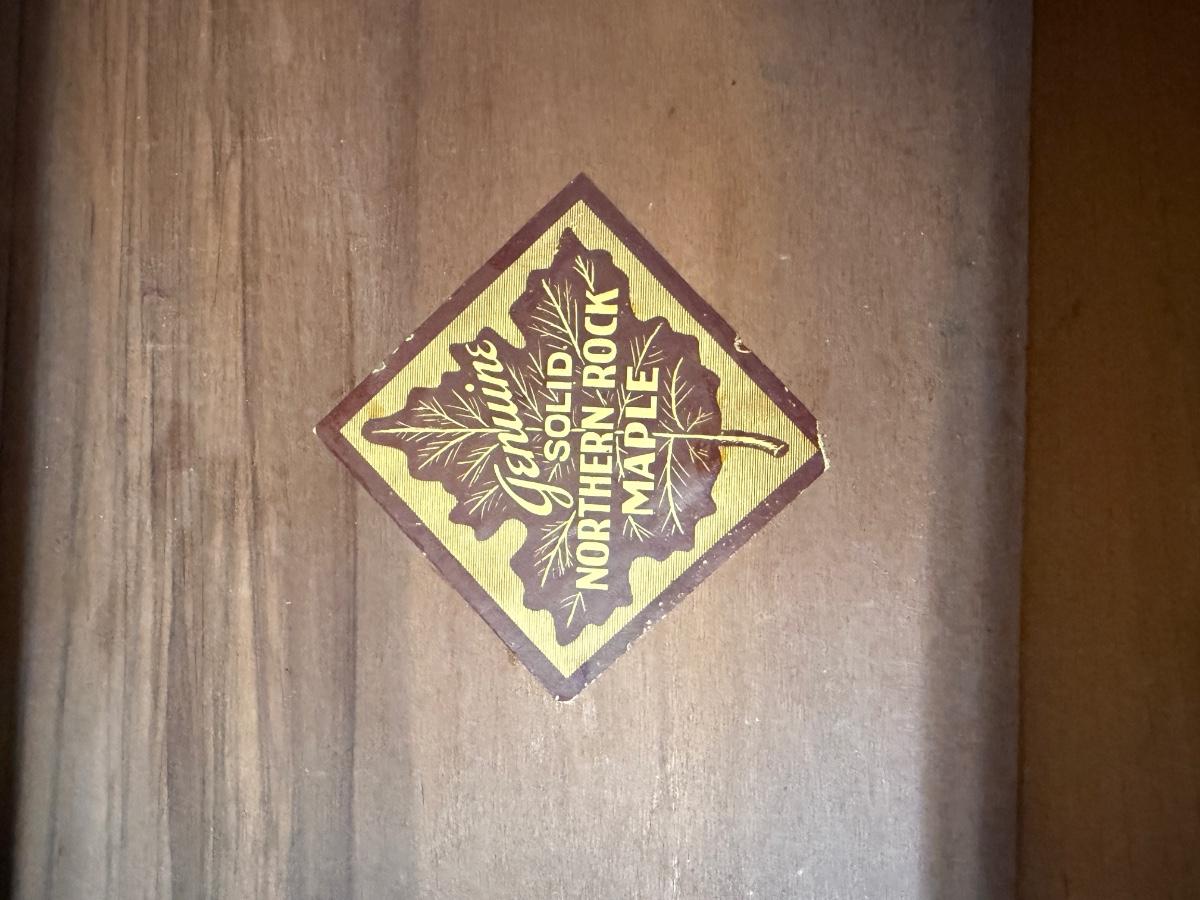 Genuine
SOLID
NORTHERN ROCK
MAPLE